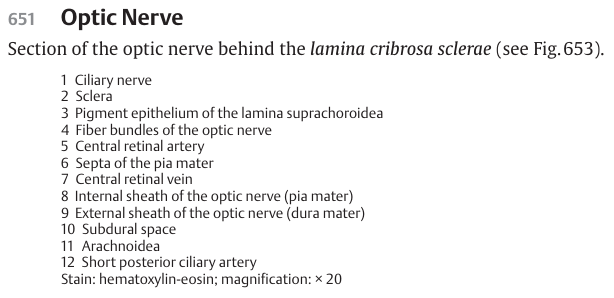 651 Optic Nerve
Section of the optic nerve behind the lamina cribrosa sclerae (see Fig. 653).
1 Ciliary nerve
2 Sclera
3 Pigment epithelium of the lamina suprachoroidea
4 Fiber bundles of the optic nerve
5 Central retinal artery
6 Septa of the pia mater
7 Central retinal vein
8 Internal sheath of the optic nerve (pia mater)
9 External sheath of the optic nerve (dura mater)
10 Subdural space
11 Arachnoidea
12 Short posterior ciliary artery
Stain: hematoxylin-eosin; magnification: × 20